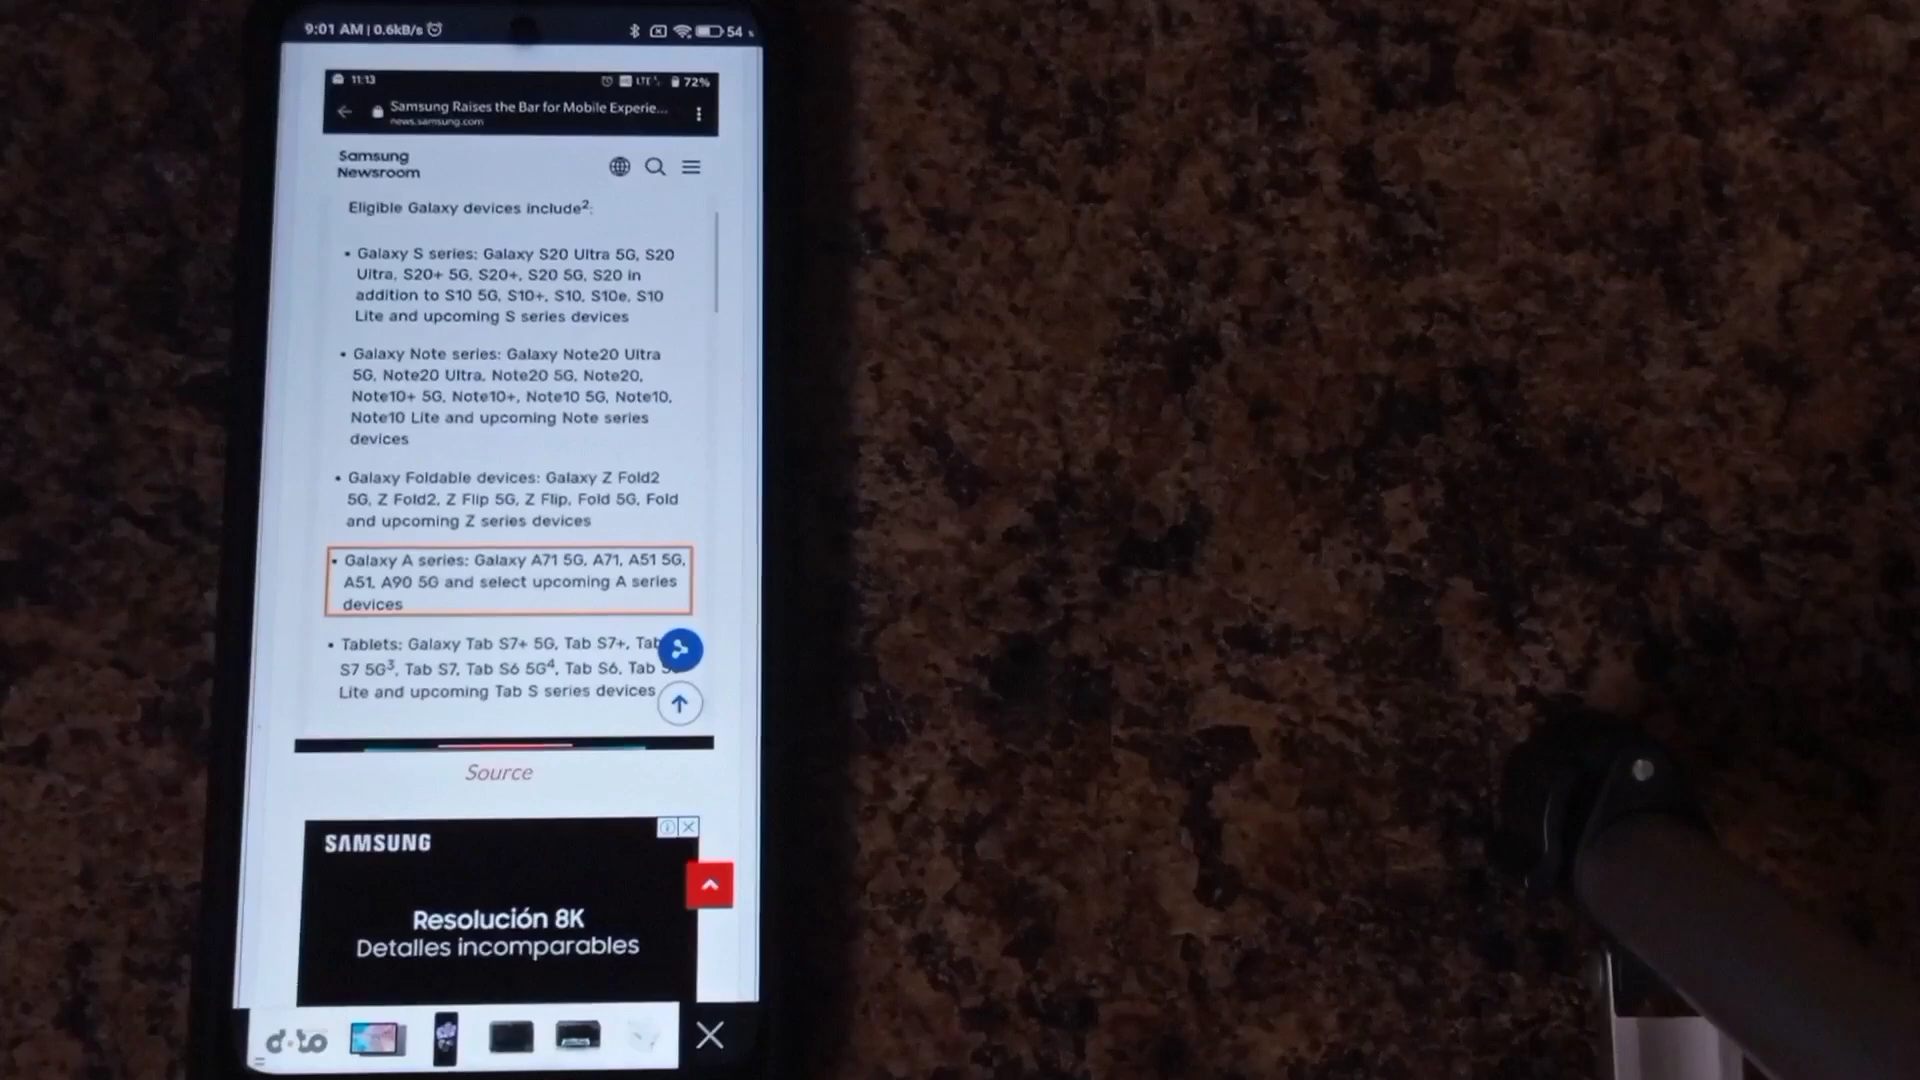 9:01 AM | 0.6kB/s
54
11:13
LTE
72%
Samsung Raises the Bar for Mobile Experie...
news.samsung.com
Samsung
Newsroom
Eligible Galaxy devices include2:
• Galaxy S series: Galaxy S20 Ultra 5G, S20
Ultra, S20+ 5G, S20+, S20 5G, S20 in
addition to S10 5G, S10+, S10, S10e, S10
Lite and upcoming S series devices
• Galaxy Note series: Galaxy Note20 Ultra
5G, Note20 Ultra, Note20 5G, Note20,
Note10+ 5G, Note10+, Note10 5G, Note10,
Note10 Lite and upcoming Note series
devices
• Galaxy Foldable devices: Galaxy Z Fold2
5G, Z Fold2, Z Flip 5G, Z Flip, Fold 5G, Fold
and upcoming Z series devices
• Galaxy A series: Galaxy A71 5G, A71, A51 5G,
A51, A90 5G and select upcoming A series
devices
• Tablets: Galaxy Tab S7+ 5G, Tab S7+, Tab
S7 5G3, Tab S7, Tab S6 5G4, Tab S6, Tab
Lite and upcoming Tab S series devices
Source
SAMSUNG
Resolución 8K
Detalles incomparables